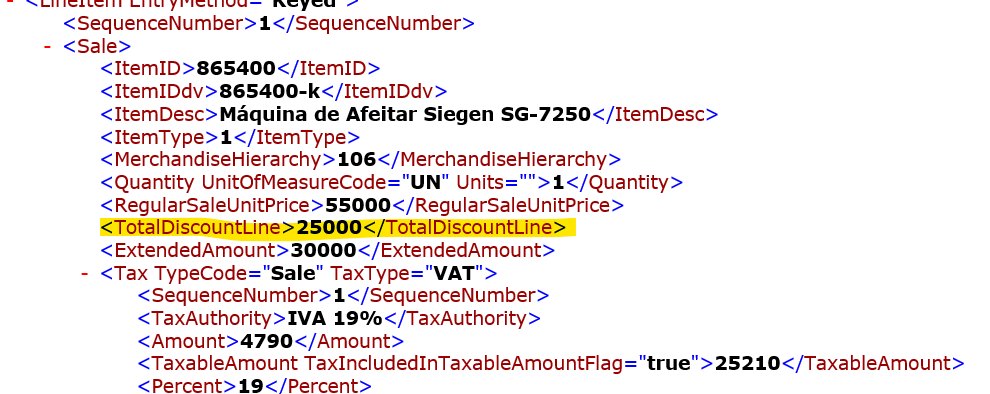 - <LineItem EntryMethod="Keyed">
<SequenceNumber>1</SequenceNumber>
- <Sale>
<ItemID>865400</ItemID>
<ItemIDdv>865400-k</ItemIDdv>
<ItemDesc>Máquina de Afeitar Siegen SG-7250</ItemDesc>
<ItemType>1</ItemType>
<MerchandiseHierarchy>106</MerchandiseHierarchy>
<Quantity UnitOfMeasureCode="UN" Units="">1</Quantity>
<RegularSaleUnitPrice>55000</RegularSaleUnitPrice>
<TotalDiscountLine>25000</TotalDiscountLine>
<ExtendedAmount>30000</ExtendedAmount>
- <Tax TypeCode="Sale" TaxType="VAT">
<SequenceNumber>1</SequenceNumber>
<TaxAuthority>IVA 19%</TaxAuthority>
<Amount>4790</Amount>
<TaxableAmount TaxIncludedInTaxableAmountFlag="true">25210</TaxableAmount>
<Percent>19</Percent>